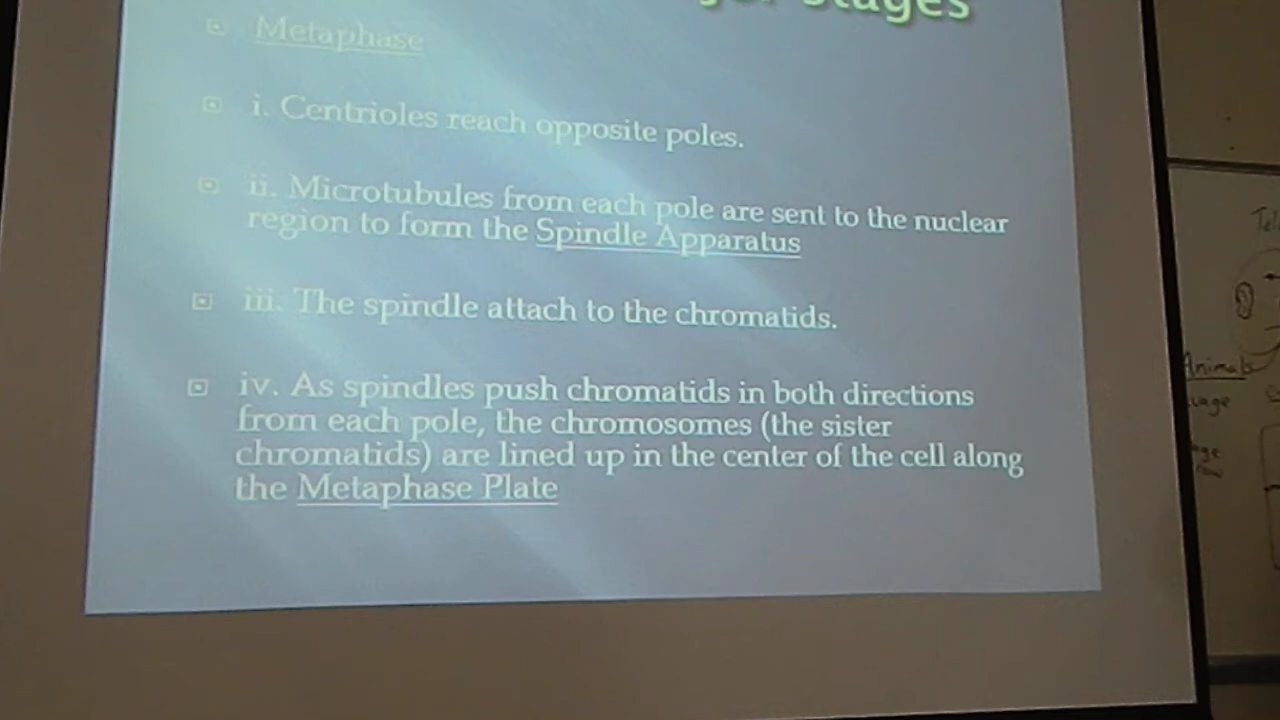 stages
Metaphase
i. Centrioles reach opposite poles.
ii. Microtubules from each pole are sent to the nuclear
region to form the Spindle Apparatus
iii. The spindle attach to the chromatids.
iv. As spindles push chromatids in both directions
from each pole, the chromosomes (the sister
chromatids) are lined up in the center of the cell along
the Metaphase Plate
Animals